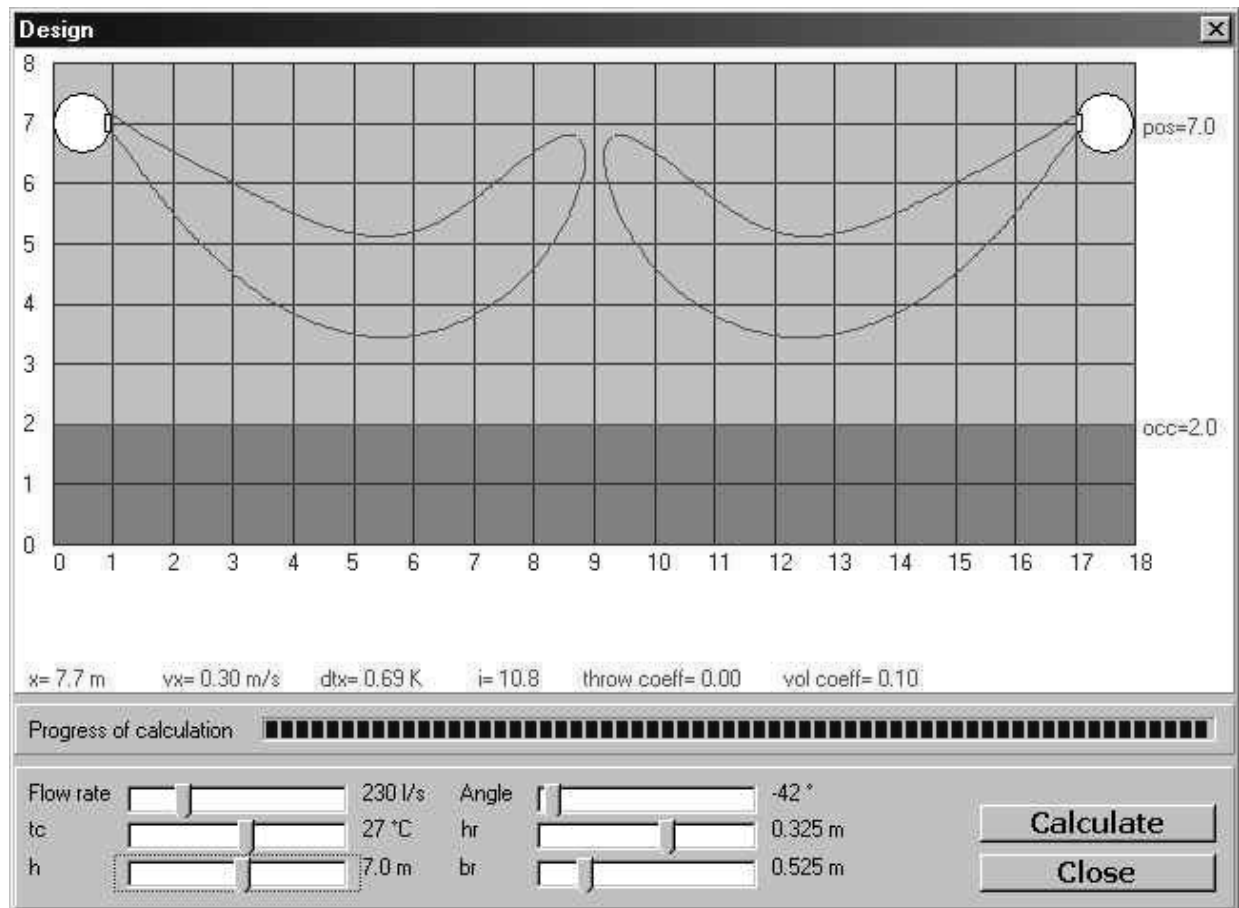 Design
8
7
pos=7.0
6
5
4
3
2
occ=2.0
1
0
0 1 2 3 4 5 6 7 8 9 10 11 12 13 14 15 16 17 18
x= 7.7 m vx= 0.30 m/s dtx= 0.69 K i= 10.8 throw coeff= 0.00 vol coeff= 0.10
Progress of calculation
Flow rate 230 l/s Angle -42 °
tc 27 °C hr 0.325 m
h 7.0 m br 0.525 m
Calculate
Close